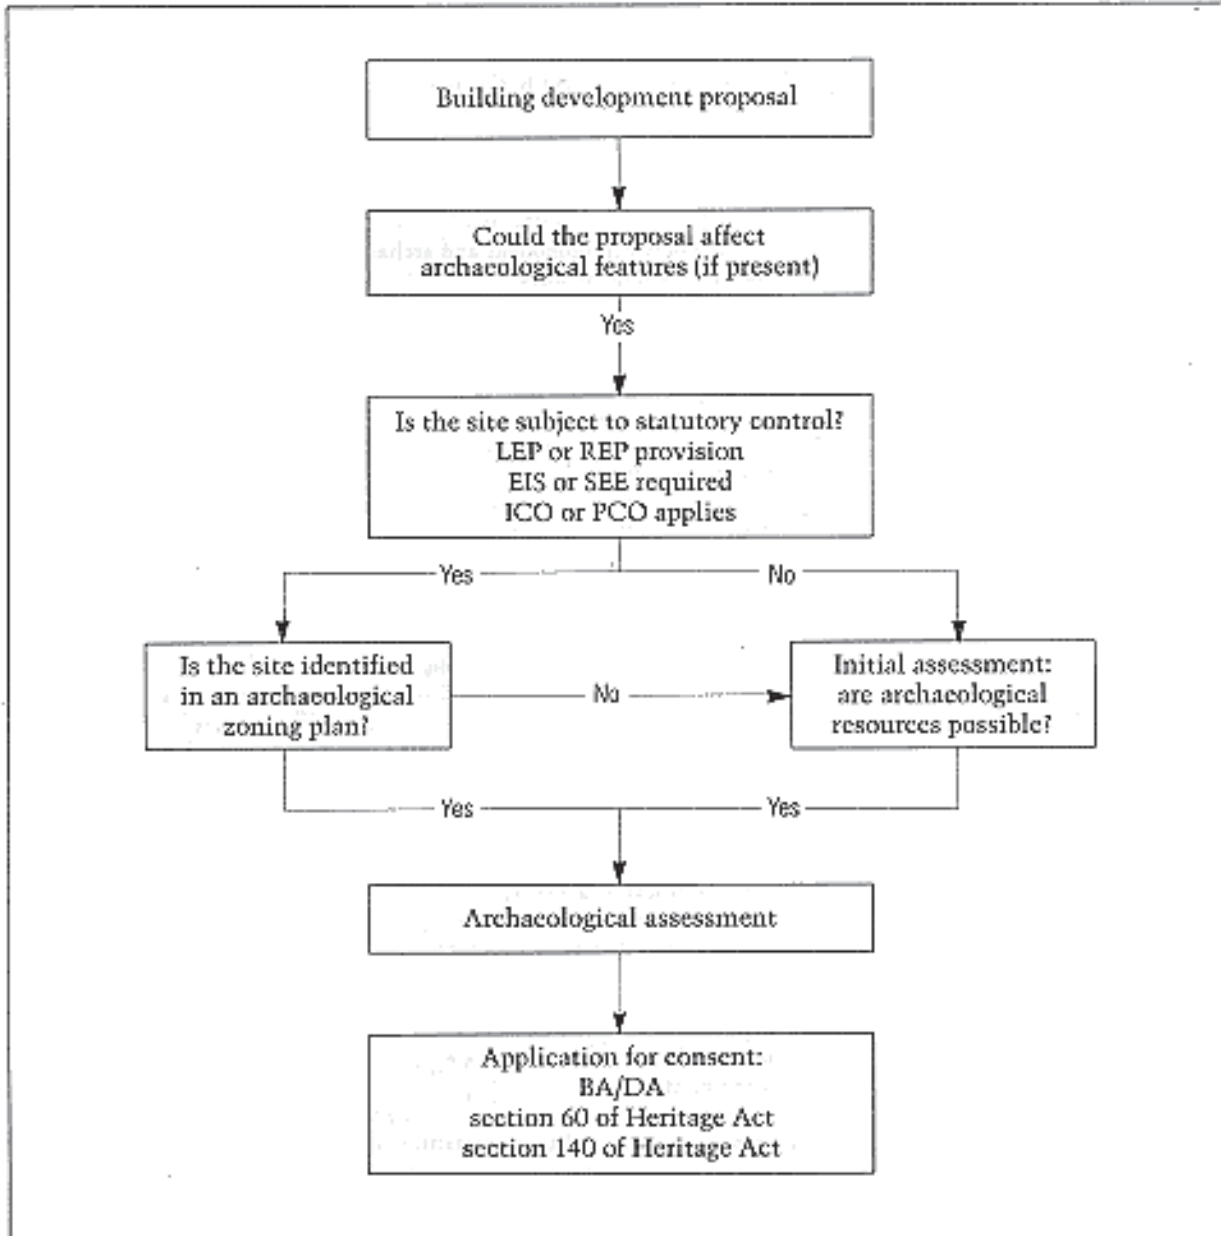 Building development proposal
Could the proposal affect
archaeological features (if present)
Yes
Is the site subject to statutory control?
LEP or REP provision
EIS or SEE required
ICO or PCO applies
Yes
No
Is the site identified
in an archaeological
zoning plan?
No
Initial assessment:
are archaeological
resources possible?
Yes
Yes
Archaeological assessment
Application for consent:
BA/DA
section 60 of Heritage Act
section 140 of Heritage Act